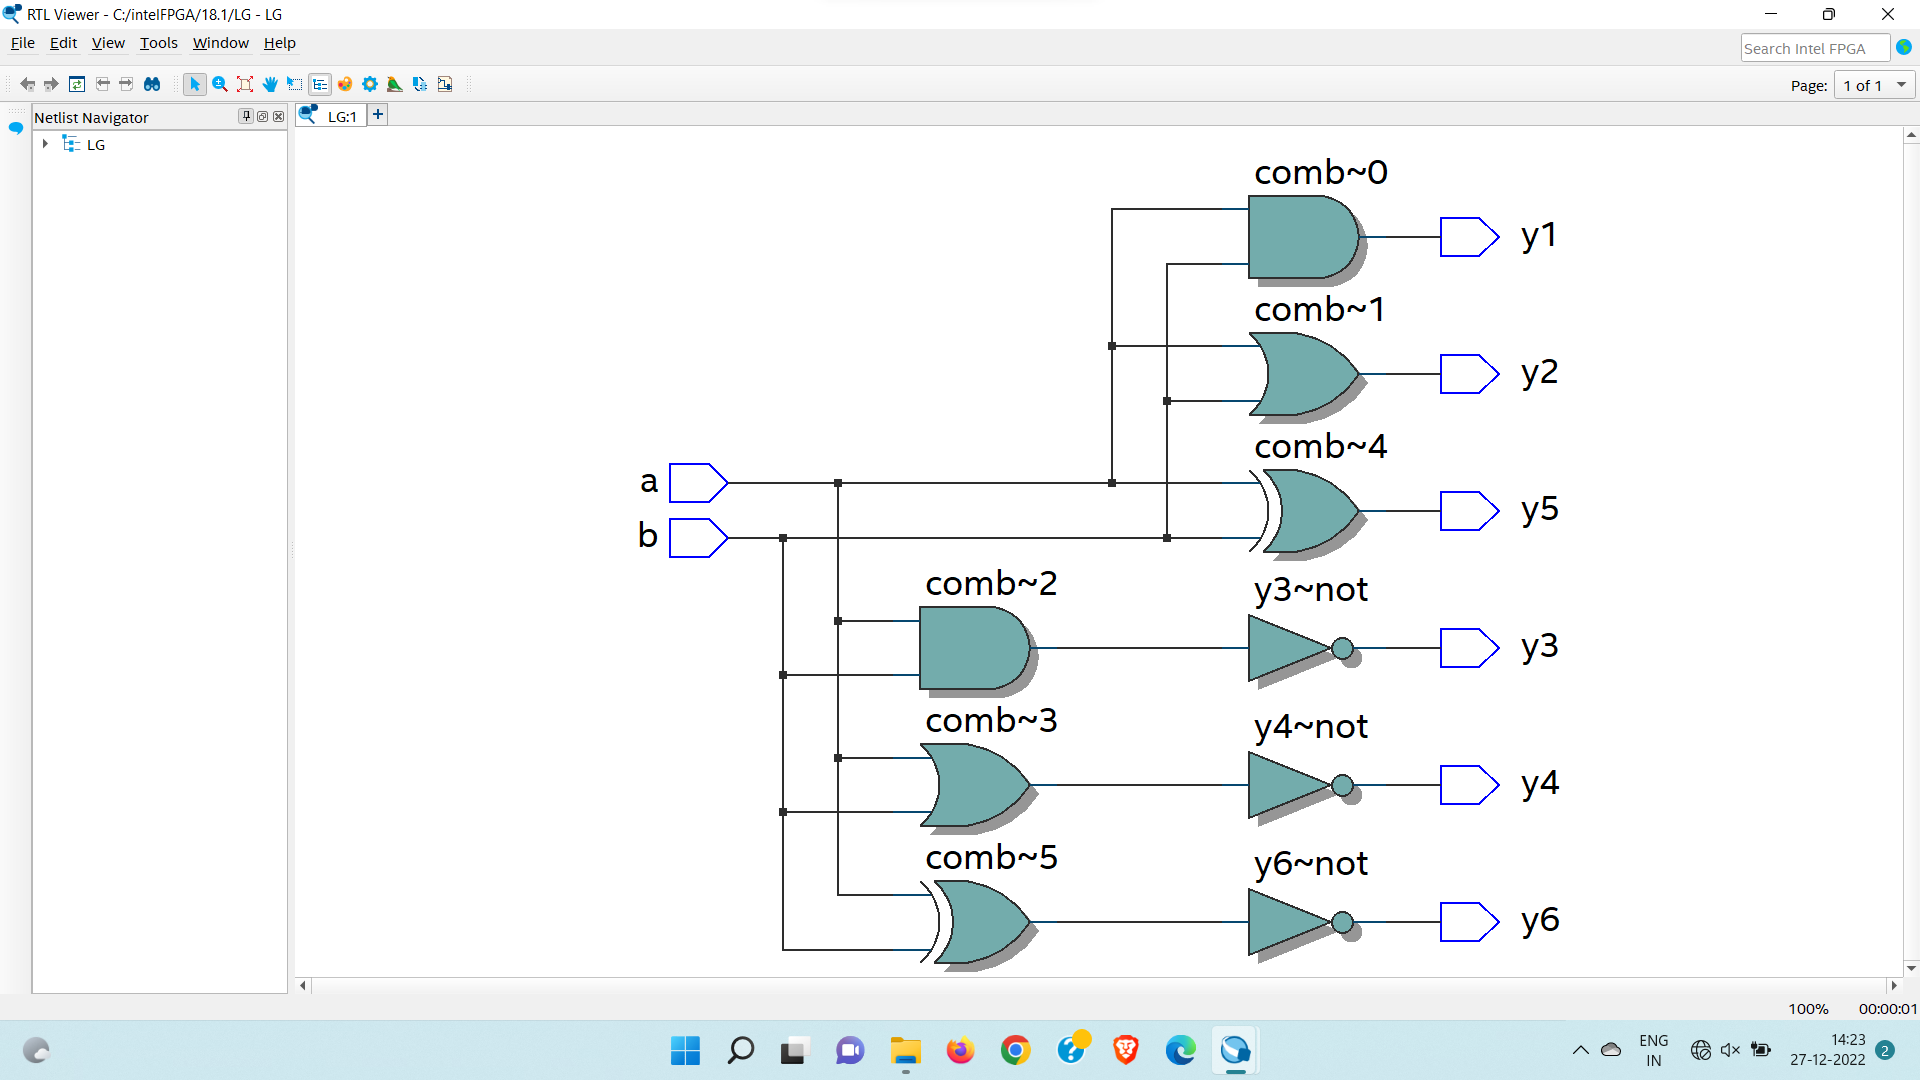 RTL Viewer - C:/intelFPGA/18.1/LG - LG
File Edit View Tools Window Help
Search Intel FPGA
Page: 1 of 1
Netlist Navigator
LG:1
+
LG
comb~0
y1
comb~1
y2
comb~4
a
y5
b
comb~2
y3~not
y3
comb~3
y4~not
y4
comb~5
y6~not
y6
100% 00:00:01
ENG
IN
14:23
27-12-2022
2